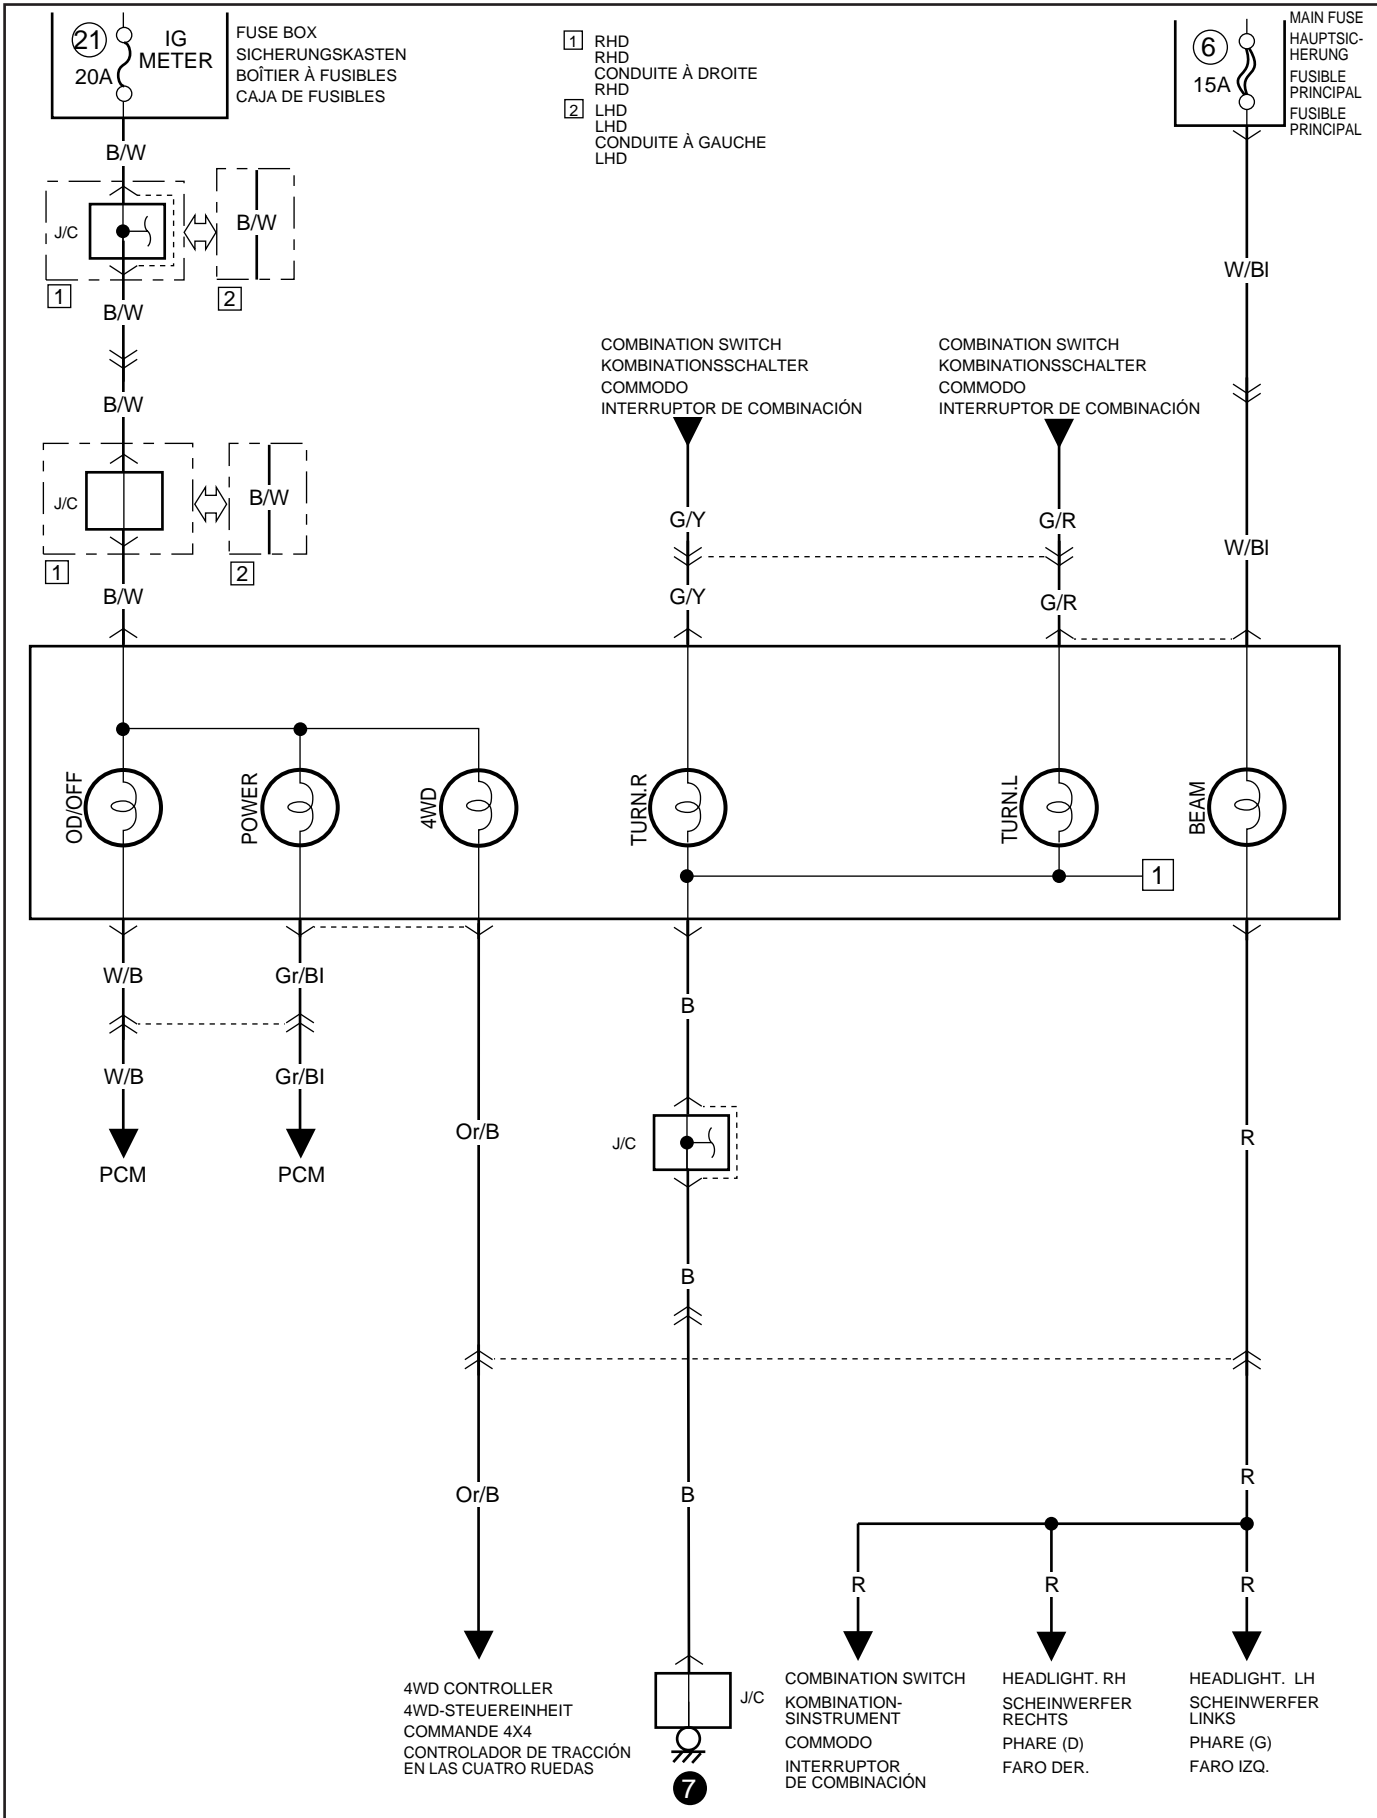 21
20A
IG
METER
FUSE BOX
SICHERUNGSKASTEN
BOÎTIER À FUSIBLES
CAJA DE FUSIBLES
1 RHD
RHD
CONDUITE À DROITE
RHD
2 LHD
LHD
CONDUITE À GAUCHE
LHD
6
15A
MAIN FUSE
HAUPTSIC-
HERUNG
FUSIBLE
PRINCIPAL
FUSIBLE
PRINCIPAL
B/W
J/C
B/W
1
2
B/W
W/Bl
COMBINATION SWITCH
KOMBINATIONSSCHALTER
COMMODO
INTERRUPTOR DE COMBINACIÓN
COMBINATION SWITCH
KOMBINATIONSSCHALTER
COMMODO
INTERRUPTOR DE COMBINACIÓN
B/W
J/C
B/W
1
2
B/W
G/Y
G/R
W/Bl
G/Y
G/R
OD/OFF
POWER
4WD
TURN.R
TURN.L
BEAM
1
W/B
Gr/Bl
B
W/B
Gr/Bl
PCM
PCM
Or/B
J/C
R
B
Or/B
B
R
R
R
R
4WD CONTROLLER
4WD-STEUEREINHEIT
COMMANDE 4X4
CONTROLADOR DE TRACCIÓN
EN LAS CUATRO RUEDAS
J/C
7
COMBINATION SWITCH
KOMBINATION-
SINSTRUMENT
COMMODO
INTERRUPTOR
DE COMBINACIÓN
HEADLIGHT. RH
SCHEINWERFER
RECHTS
PHARE (D)
FARO DER.
HEADLIGHT. LH
SCHEINWERFER
LINKS
PHARE (G)
FARO IZQ.